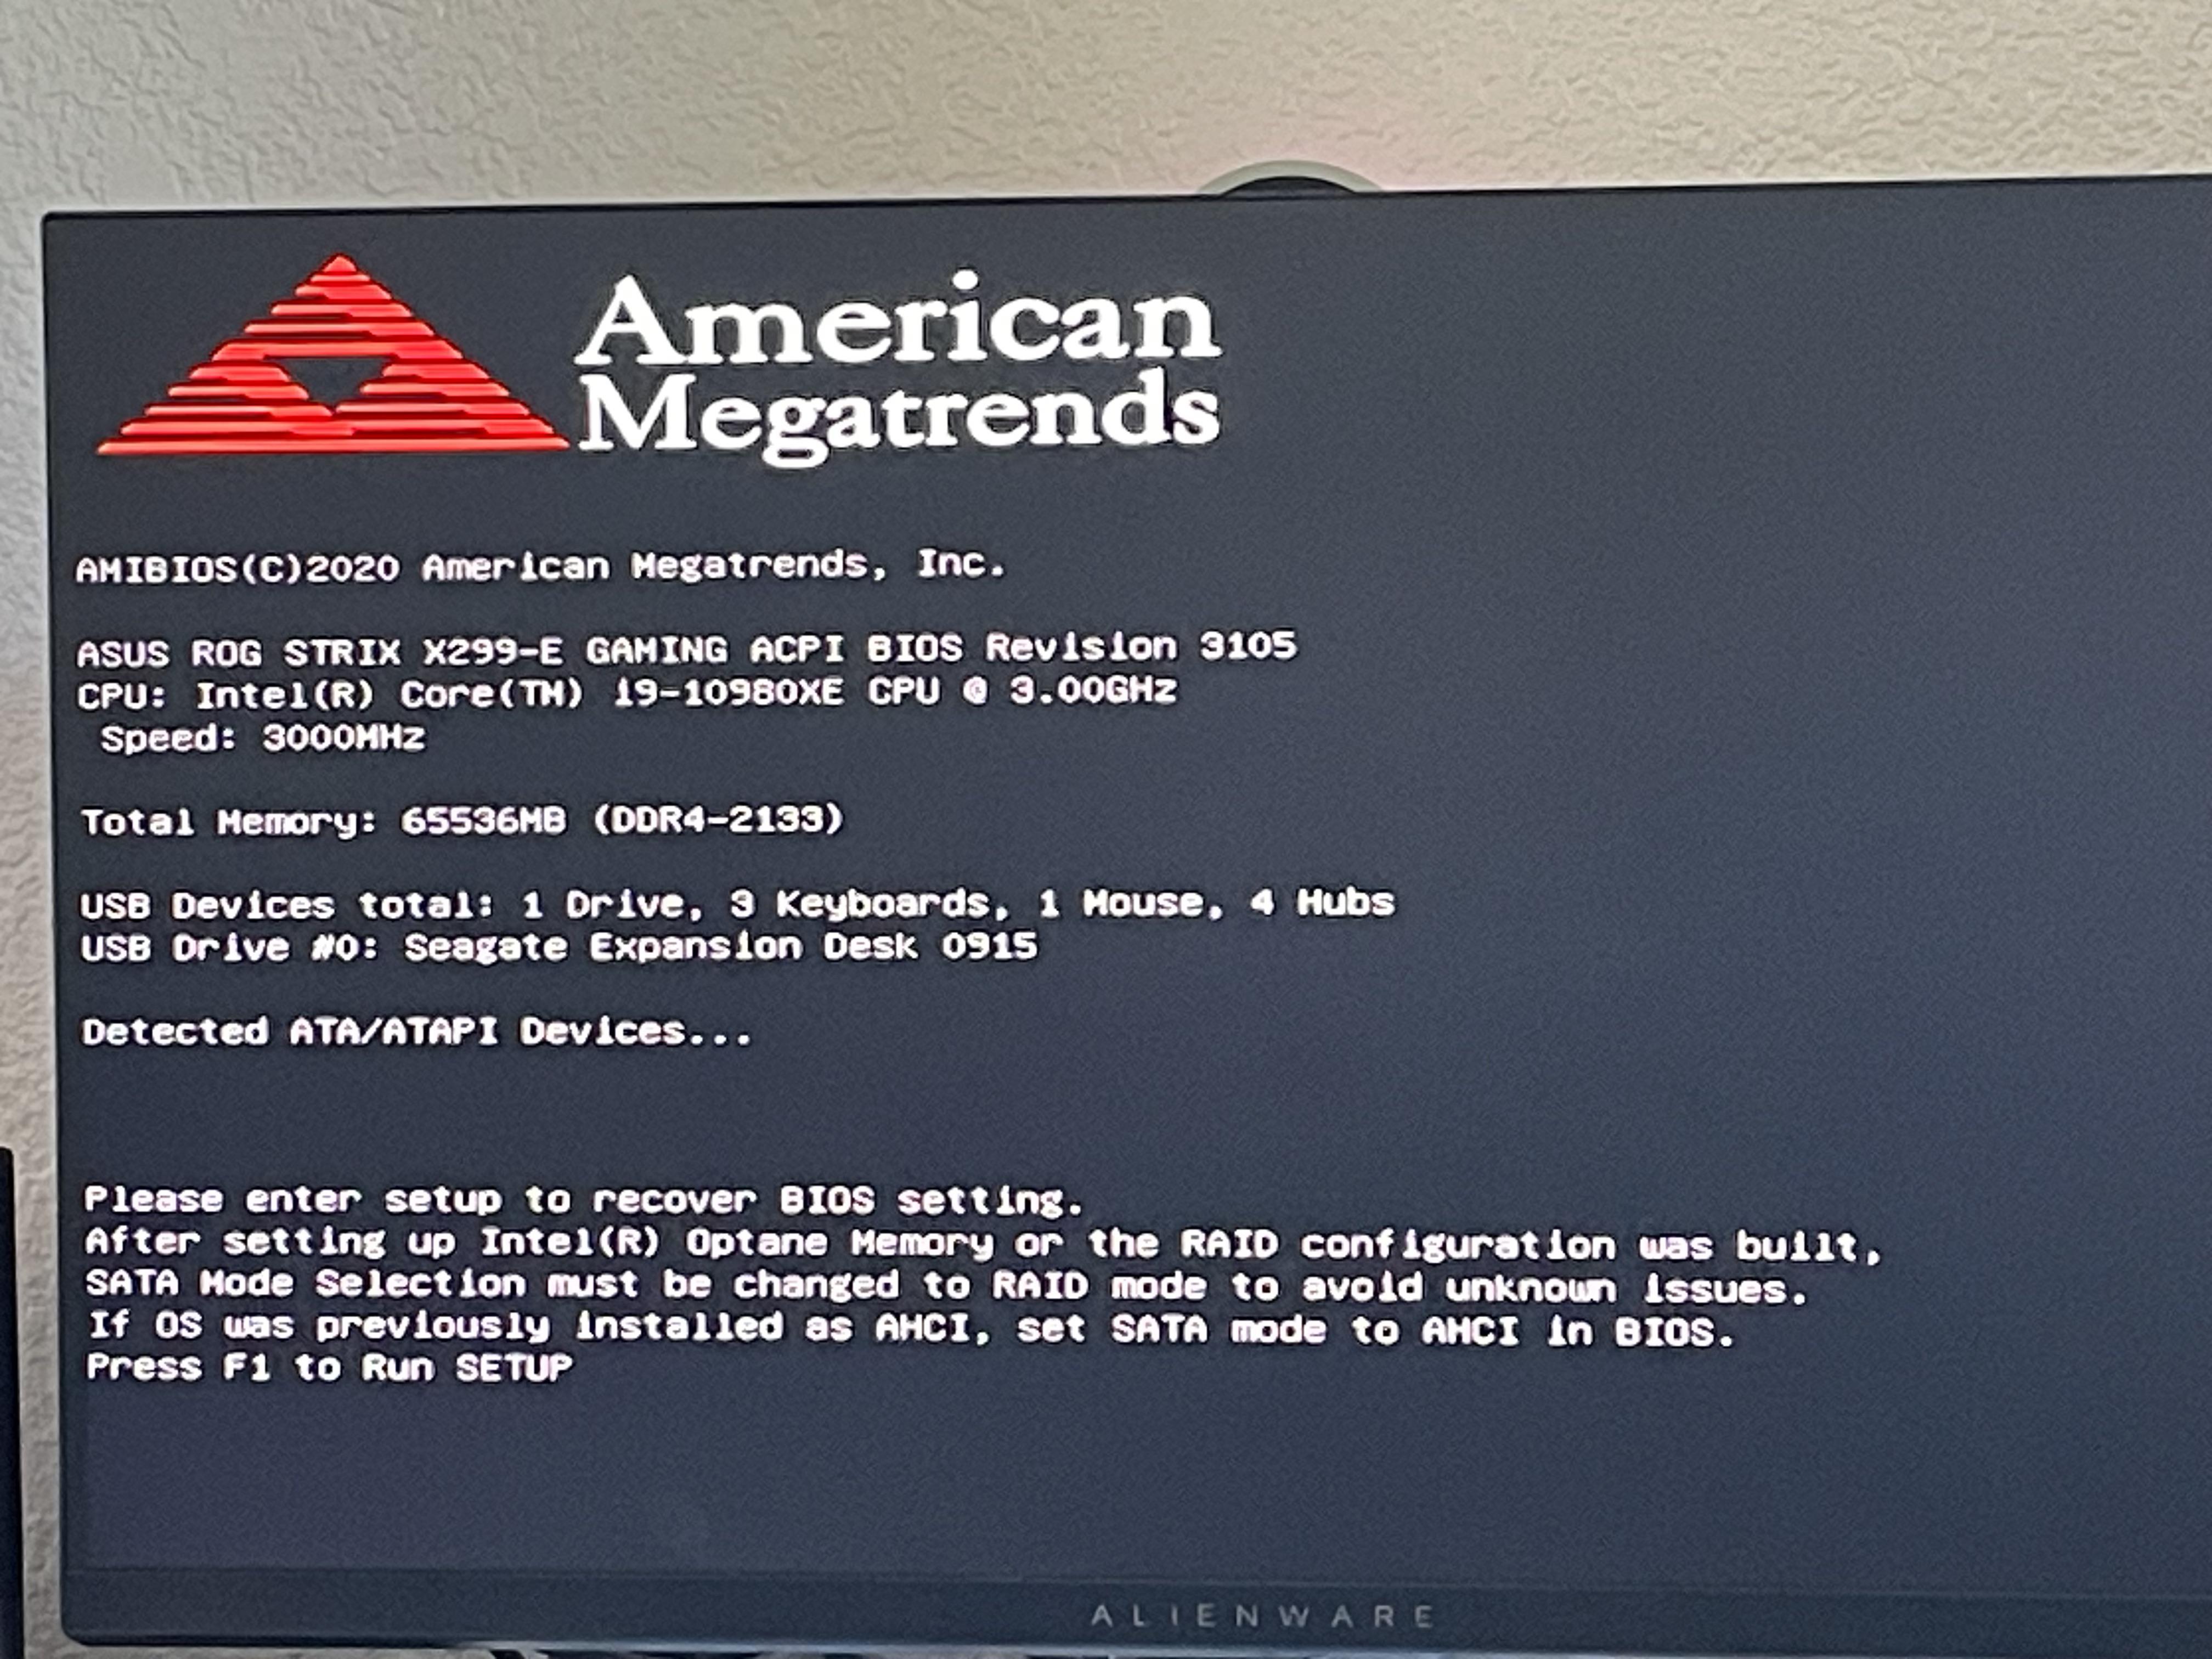 American
Megatrends
AMIBIOS(C)2020 American Megatrends, Inc.
ASUS ROG STRIX X299-E GAMING ACPI BIOS Revision 3105
CPU: Intel(R) Core(TM) i9-10980XE CPU @ 3.00GHz
Speed: 3000MHz
Total Memory: 65536MB (DDR4-2133)
USB Devices total: 1 Drive, 3 Keyboards, 1 Mouse, 4 Hubs
USB Drive #0: Seagate Expansion Desk 0915
Detected ATA/ATAPI Devices...
Please enter setup to recover BIOS setting.
After setting up Intel(R) Optane Memory or the RAID configuration was built,
SATA Mode Selection must be changed to RAID mode to avoid unknown issues.
If OS was previously installed as AHCI, set SATA mode to AHCI in BIOS.
Press F1 to Run SETUP
ALIENWARE